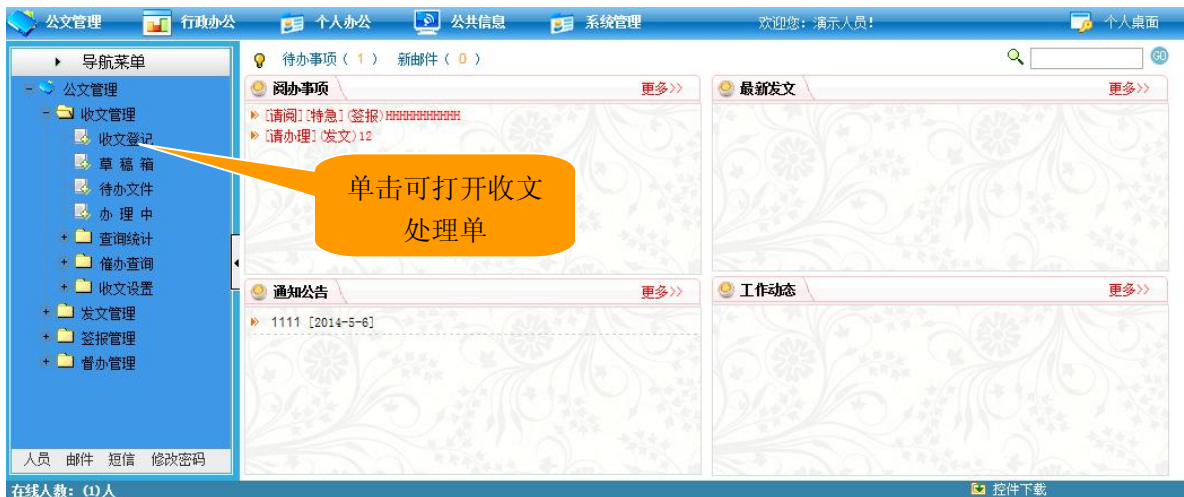 公文管理 行政办公 个人办公 公共信息 系统管理 欢迎您：演示人员！ 个人桌面
导航菜单
待办事项（ 1 ） 新邮件（ 0 ）
GO
公文管理
收文管理
收文登记
草 稿 箱
待办文件
办 理 中
查询统计
催办查询
收文设置
发文管理
签报管理
督办管理
人员 邮件 短信 修改密码
阅办事项 更多>>
[请阅][特急](签报)HHHHHHHHHHH
[请办理](发文)12
最新发文 更多>>
单击可打开收文
处理单
通知公告 更多>>
1111 [2014-5-6]
工作动态 更多>>
在线人数：(1)人 控件下载